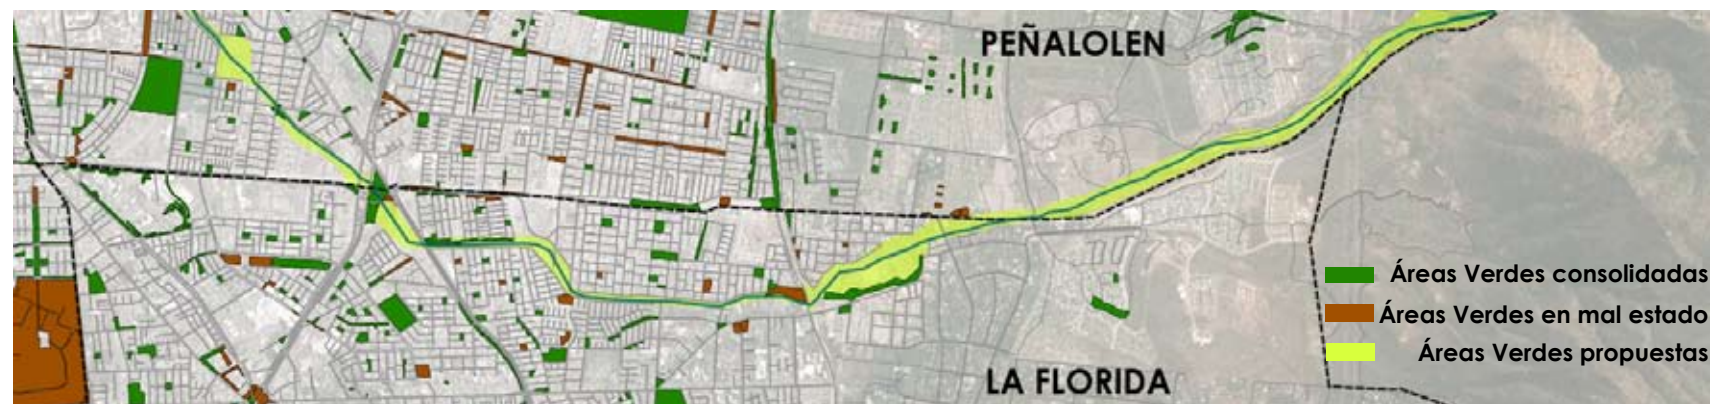 PEÑALOLEN
Áreas Verdes consolidadas
Áreas Verdes en mal estado
Áreas Verdes propuestas
LA FLORIDA